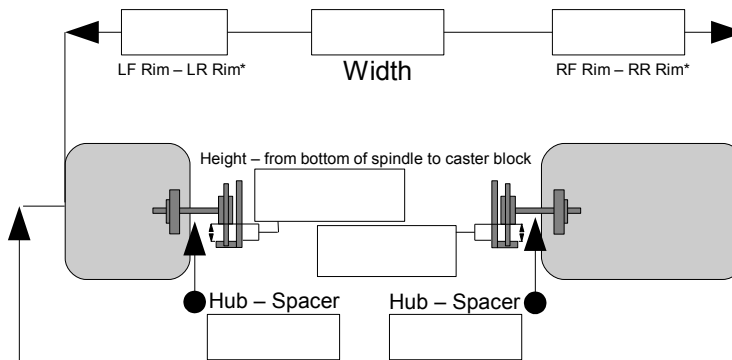 LF Rim – LR Rim*
Width
RF Rim – RR Rim*
Height – from bottom of spindle to caster block
Hub – Spacer
Hub – Spacer